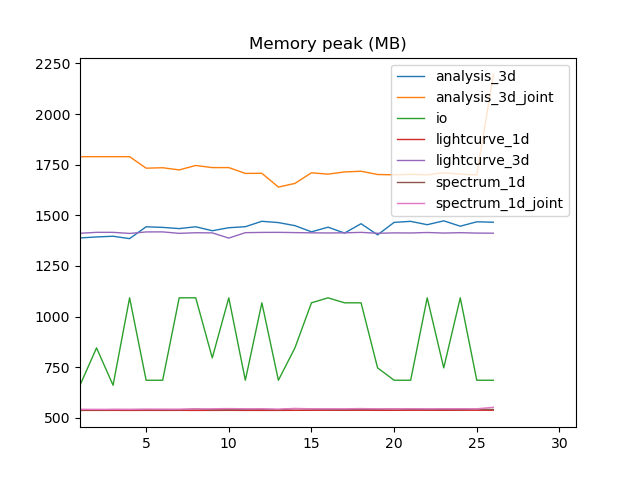 Memory peak (MB)
2250
2000
1750
1500
1250
1000
750
500
analysis_3d
analysis_3d_joint
io
lightcurve_1d
lightcurve_3d
spectrum_1d
spectrum_1d_joint
5 10 15 20 25 30